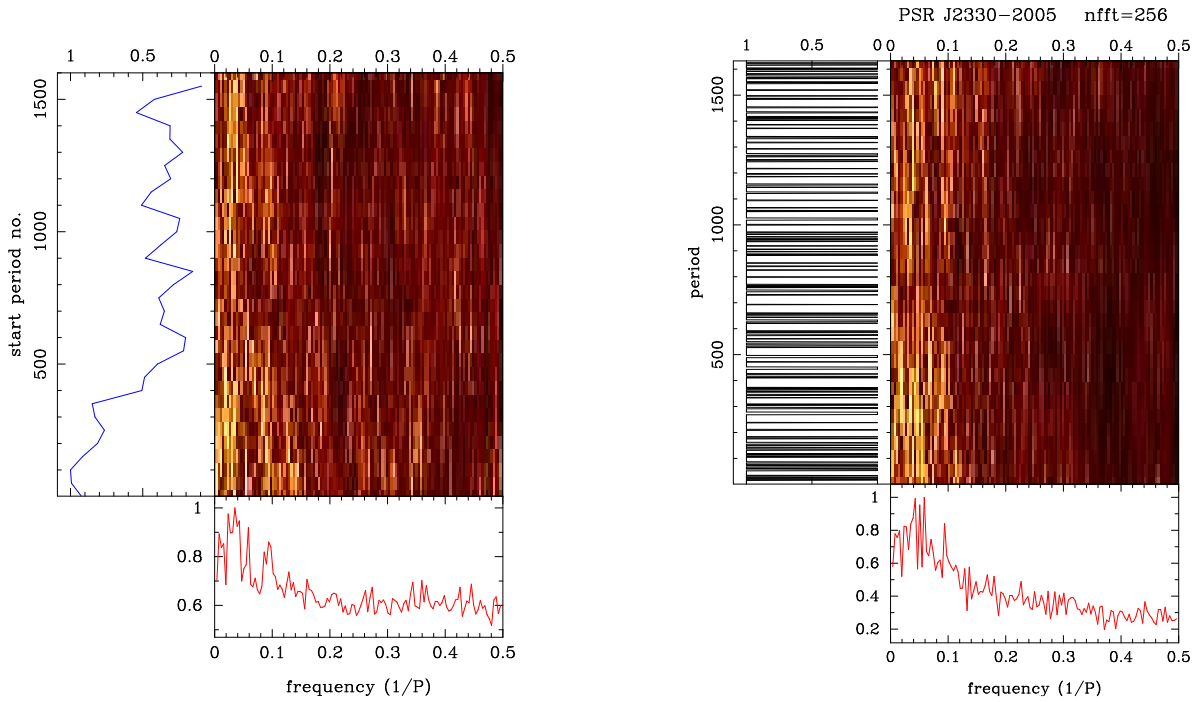 PSR J2330−2005 nfft=256
1 0.5 0 0.1 0.2 0.3 0.4 0.5
1 0.5 0 0 0.1 0.2 0.3 0.4 0.5
start period no.
500 1000 1500
period
500 1000 1500
1
0.8
0.6
0 0.1 0.2 0.3 0.4 0.5
frequency (1/P)
1
0.8
0.6
0.4
0.2
0 0.1 0.2 0.3 0.4 0.5
frequency (1/P)